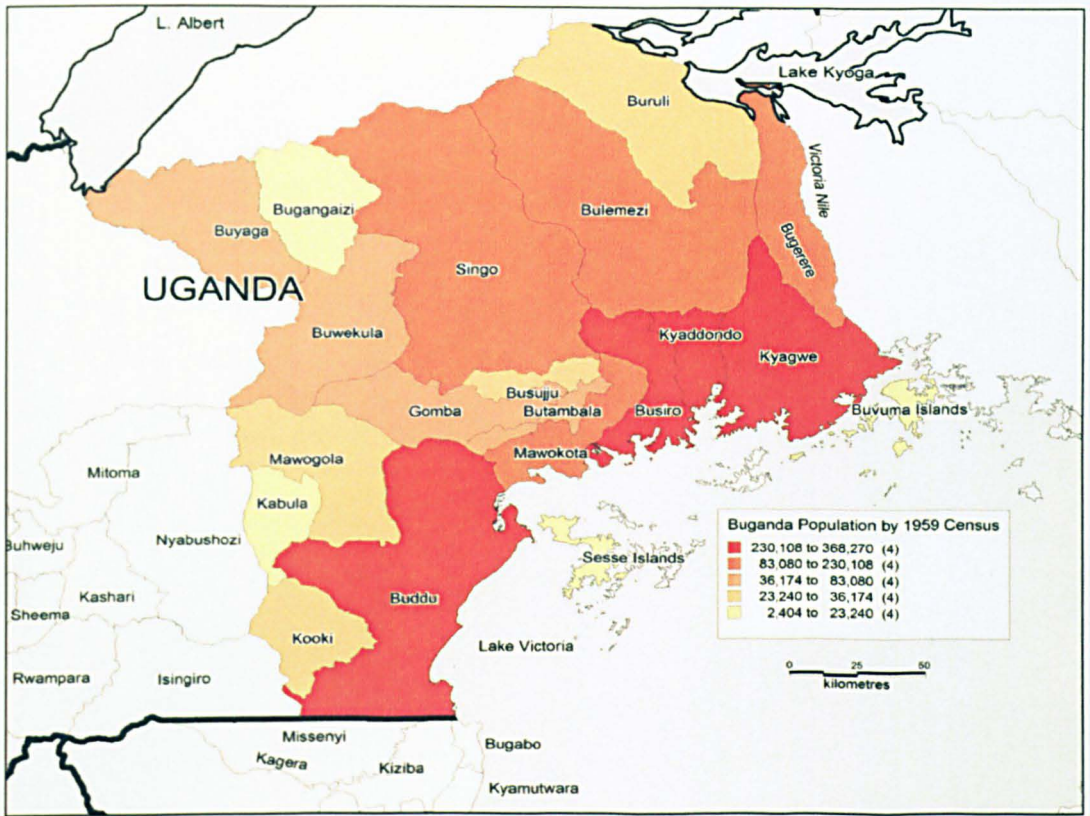 L. Albert
Lake Kyoga
Buruli
Victoria Nile
Bugangaizi
Bulemezi
Buyaga
Bugerere
Singo
UGANDA
Buwekula
Kyaddondo
Kyagwe
Busujju
Gomba
Butambala
Busiro
Buvuma Islands
Mawogola
Mawokota
Mitoma
Kabula
Nyabushozi
Buhweju
Sesse Islands
Buganda Population by 1959 Census
230,108 to 368,270 (4)
83,080 to 230,108 (4)
36,174 to 83,080 (4)
23,240 to 36,174 (4)
2,404 to 23,240 (4)
Kashari
Buddu
Sheema
Kooki
Lake Victoria
Rwampara
Isingiro
0 25 50
kilometres
Missenyi
Bugabo
Kagera
Kiziba
Kyamutwara